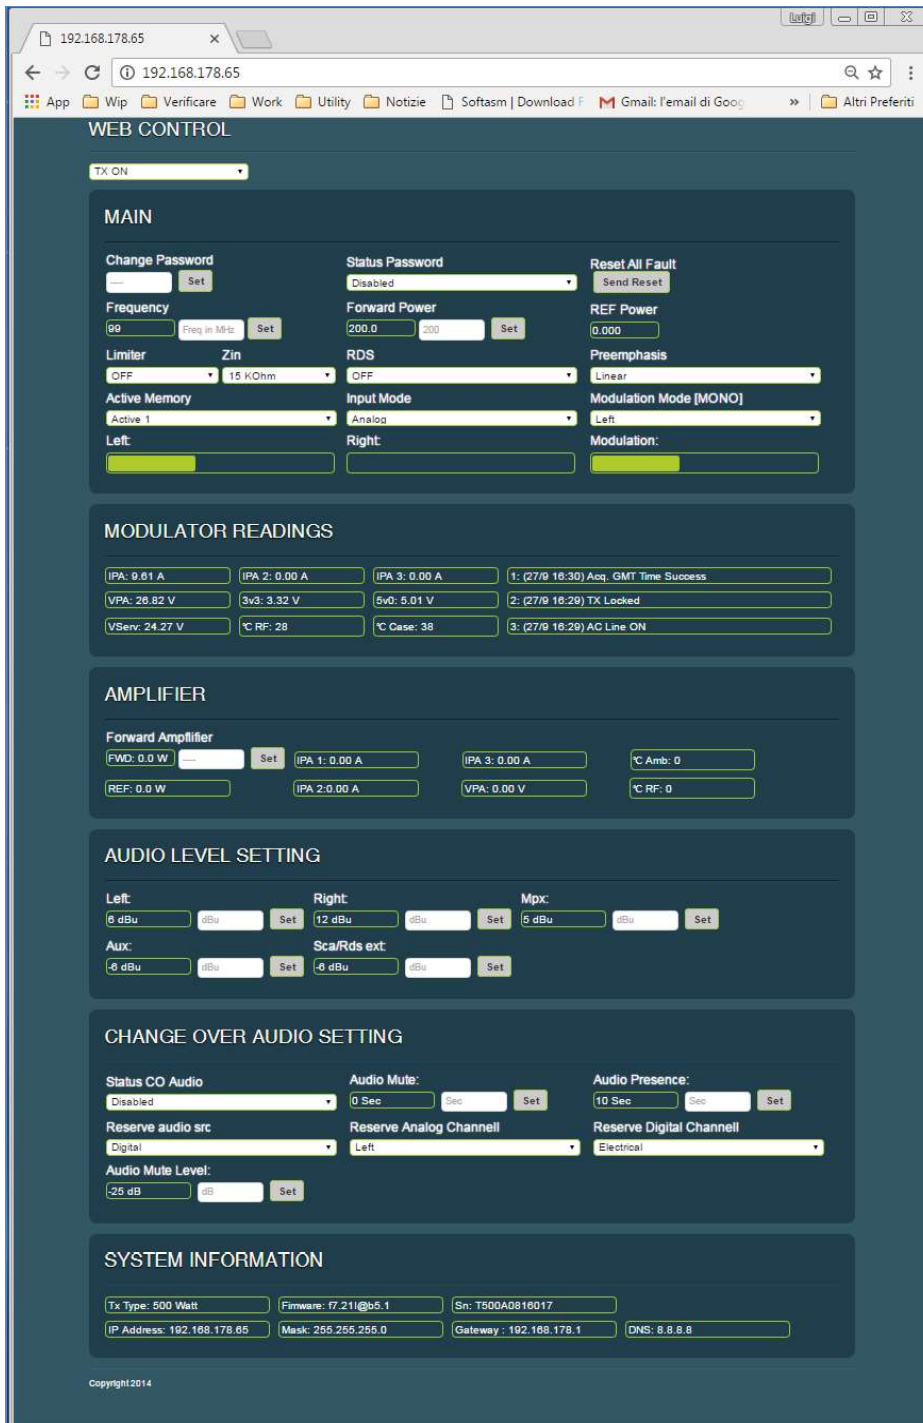 Luigi
192.168.178.65
192.168.178.65
App Wip Verificare Work Utility Notizie Softasm | Download F Gmail: l'email di Goog » Altri Preferiti
WEB CONTROL
TX ON
MAIN
Change Password Status Password Reset All Fault
---- Set Disabled Send Reset
Frequency Forward Power REF Power
99 Freq in MHz Set 200.0 200 Set 0.000
Limiter Zin RDS Preemphasis
OFF 15 KOhm OFF Linear
Active Memory Input Mode Modulation Mode [MONO]
Active 1 Analog Left
Left: Right: Modulation:
MODULATOR READINGS
IPA: 9.61 A IPA 2: 0.00 A IPA 3: 0.00 A 1: (27/9 16:30) Acq. GMT Time Success
VPA: 26.82 V 3v3: 3.32 V 5v0: 5.01 V 2: (27/9 16:29) TX Locked
VServ: 24.27 V °C RF: 28 °C Case: 38 3: (27/9 16:29) AC Line ON
AMPLIFIER
Forward Ampflifier
FWD: 0.0 W ---- Set IPA 1: 0.00 A IPA 3: 0.00 A °C Amb: 0
REF: 0.0 W IPA 2:0.00 A VPA: 0.00 V °C RF: 0
AUDIO LEVEL SETTING
Left: Right: Mpx:
6 dBu dBu Set 12 dBu dBu Set 5 dBu dBu Set
Aux: Sca/Rds ext:
-6 dBu dBu Set -6 dBu dBu Set
CHANGE OVER AUDIO SETTING
Status CO Audio Audio Mute: Audio Presence:
Disabled 0 Sec Sec Set 10 Sec Sec Set
Reserve audio src Reserve Analog Channell Reserve Digital Channell
Digital Left Electrical
Audio Mute Level:
-25 dB dB Set
SYSTEM INFORMATION
Tx Type: 500 Watt Firmware: f7.21l@b5.1 Sn: T500A0816017
IP Address: 192.168.178.65 Mask: 255.255.255.0 Gateway : 192.168.178.1 DNS: 8.8.8.8
Copyright 2014